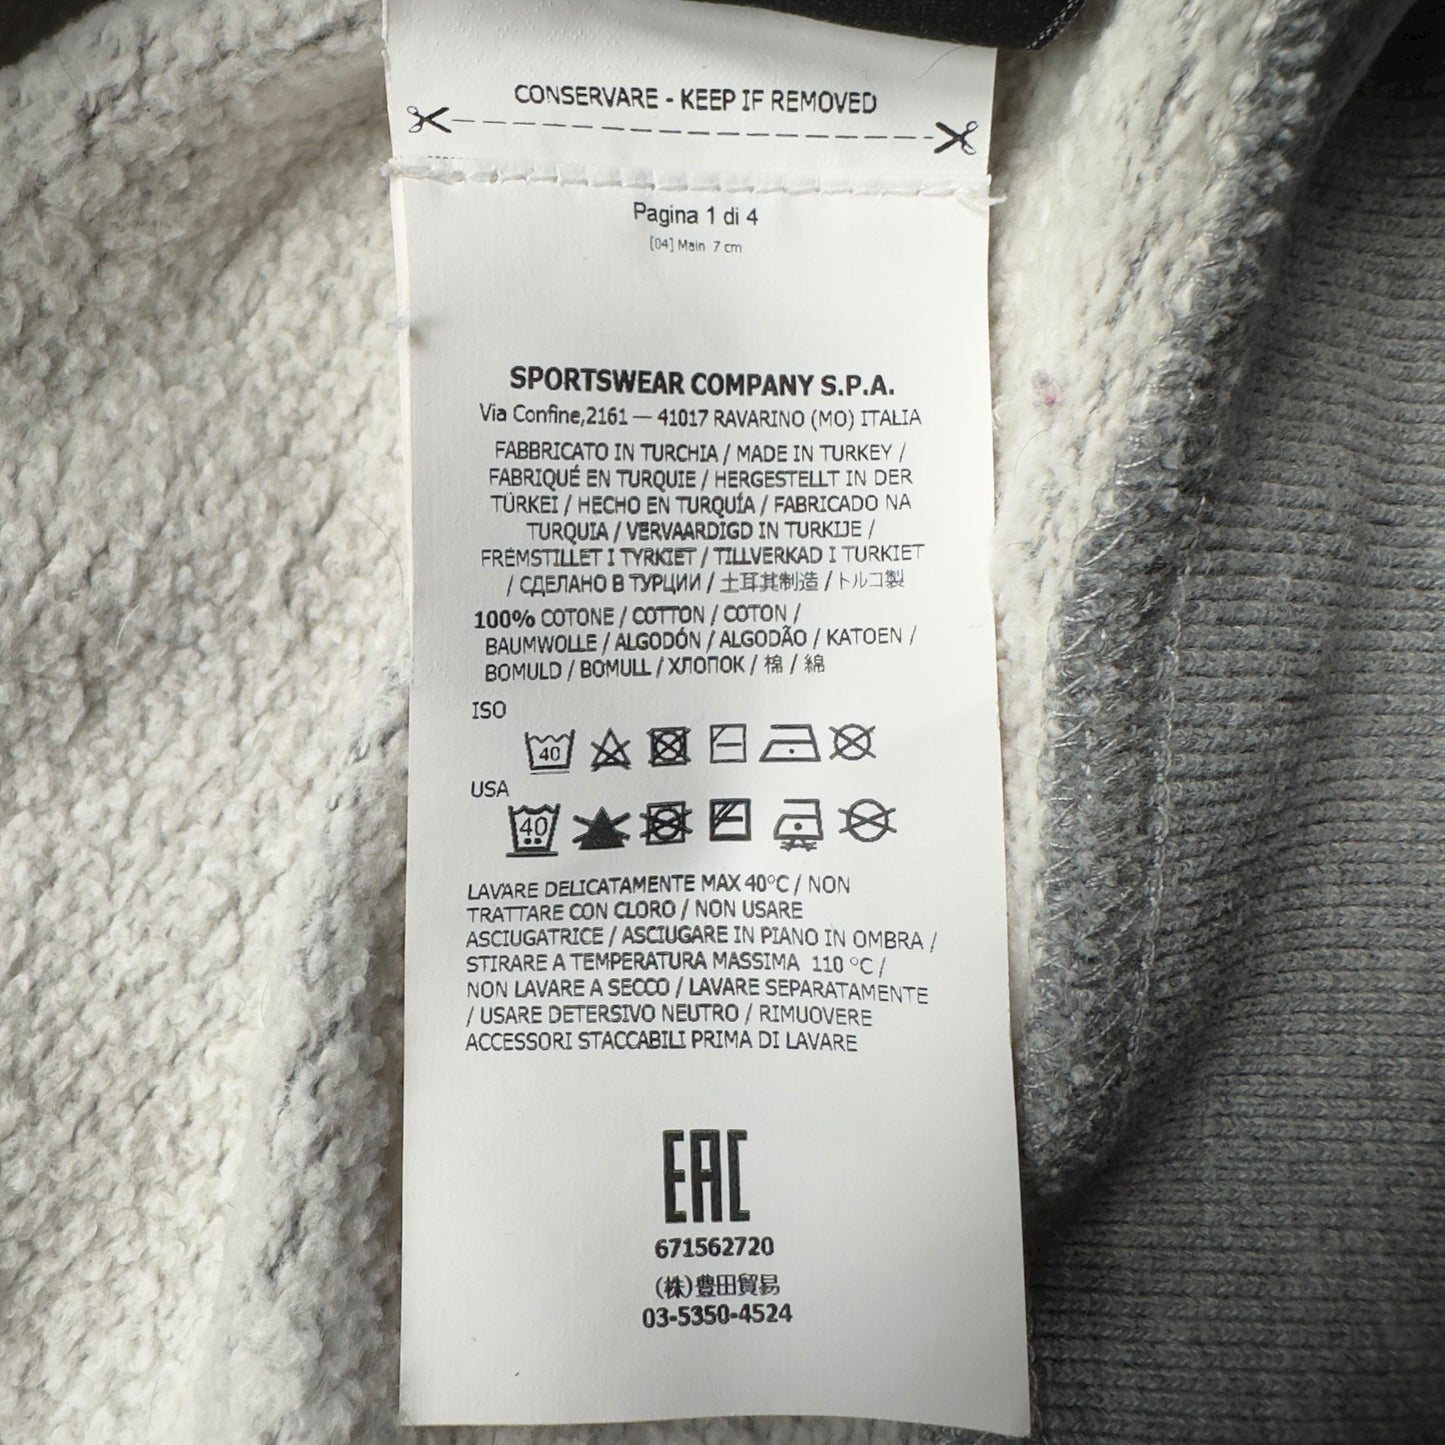 CONSERVARE - KEEP IF REMOVED
Pagina 1 di 4
[04] Main 7 cm
SPORTSWEAR COMPANY S.P.A.
Via Confine,2161 — 41017 RAVARINO (MO) ITALIA
FABBRICATO IN TURCHIA / MADE IN TURKEY /
FABRIQUÉ EN TURQUIE / HERGESTELLT IN DER
TÜRKEI / HECHO EN TURQUÍA / FABRICADO NA
TURQUIA / VERVAARDIGD IN TURKIJE /
FREMSTILLET I TYRKIET / TILLVERKAD I TURKIET
/ СДЕЛАНО В ТУРЦИИ / 土耳其制造 / トルコ製
100% COTONE / COTTON / COTON /
BAUMWOLLE / ALGODÓN / ALGODÃO / KATOEN /
BOMULD / BOMULL / ХЛОПОК / 棉 / 綿
ISO
40
USA
40
LAVARE DELICATAMENTE MAX 40°C / NON
TRATTARE CON CLORO / NON USARE
ASCIUGATRICE / ASCIUGARE IN PIANO IN OMBRA /
STIRARE A TEMPERATURA MASSIMA 110 °C /
NON LAVARE A SECCO / LAVARE SEPARATAMENTE
/ USARE DETERSIVO NEUTRO / RIMUOVERE
ACCESSORI STACCABILI PRIMA DI LAVARE
EAC
671562720
(株)豊田貿易
03-5350-4524